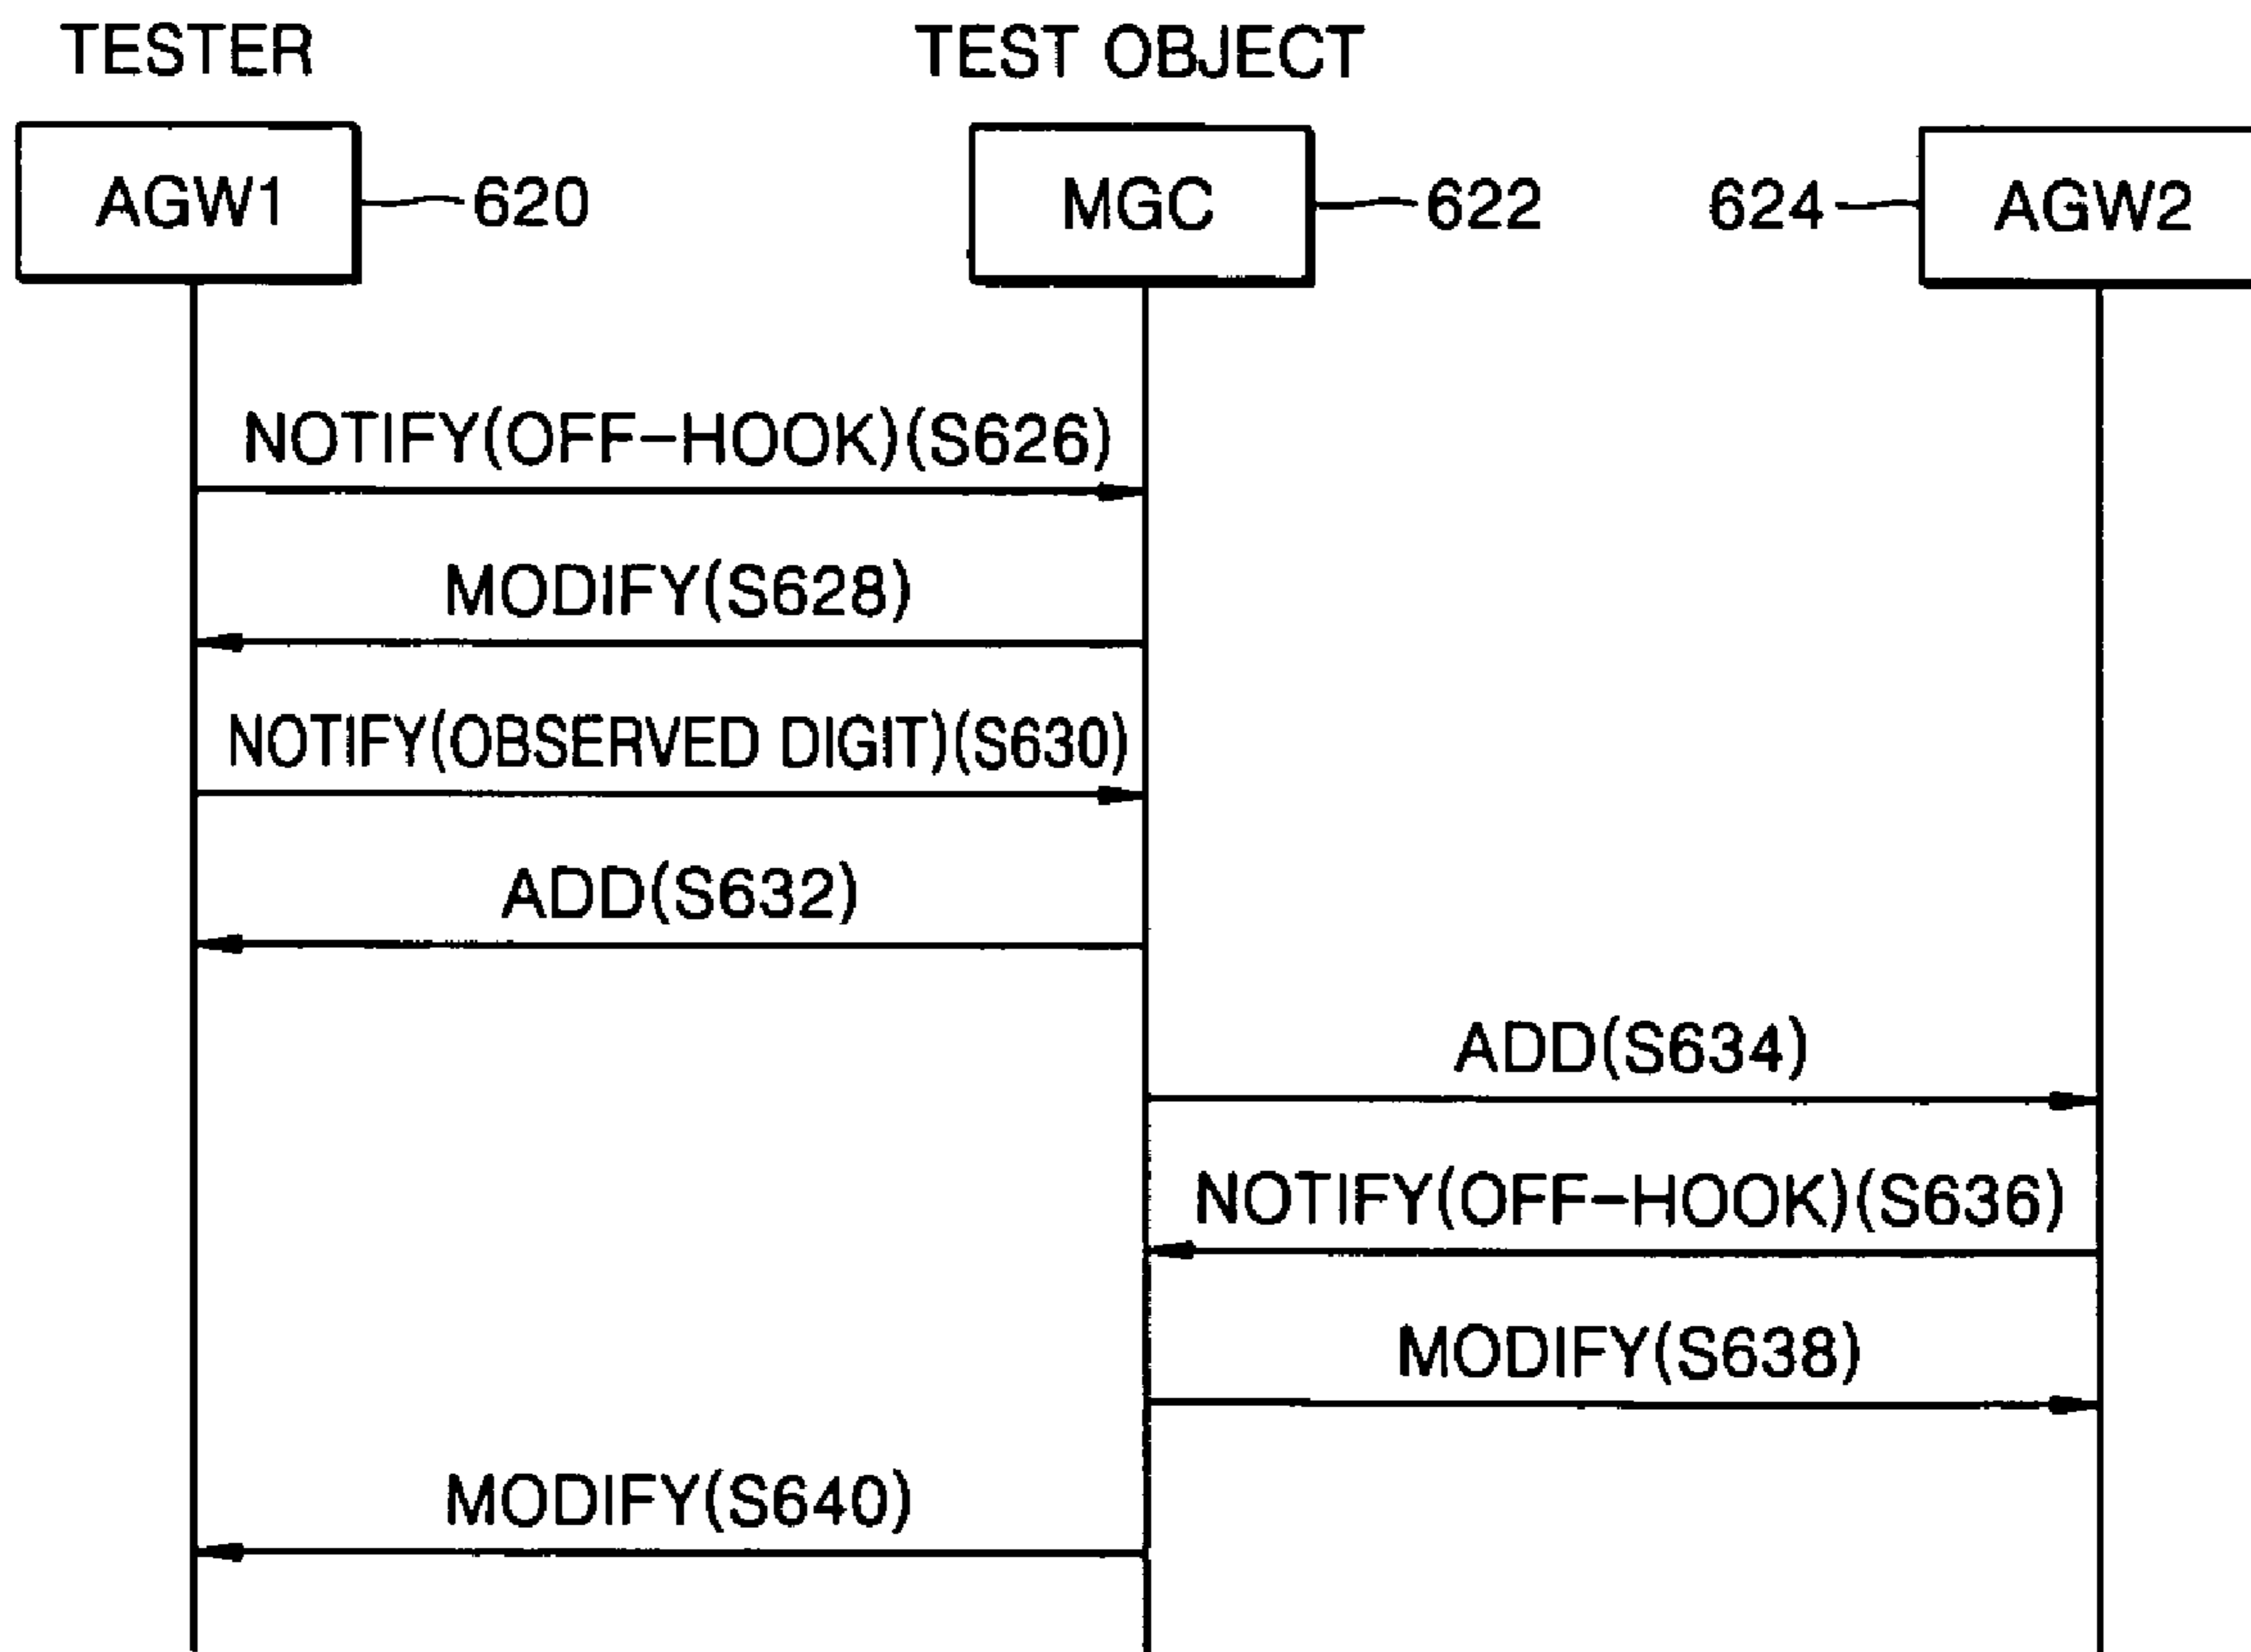 TESTER
TEST OBJECT
AGW1
620
MGC
622
624
AGW2
NOTIFY(OFF-HOOK)(S626)
MODIFY(S628)
NOTIFY(OBSERVED DIGIT)(S630)
ADD(S632)
ADD(S634)
NOTIFY(OFF-HOOK)(S636)
MODIFY(S638)
MODIFY(S640)